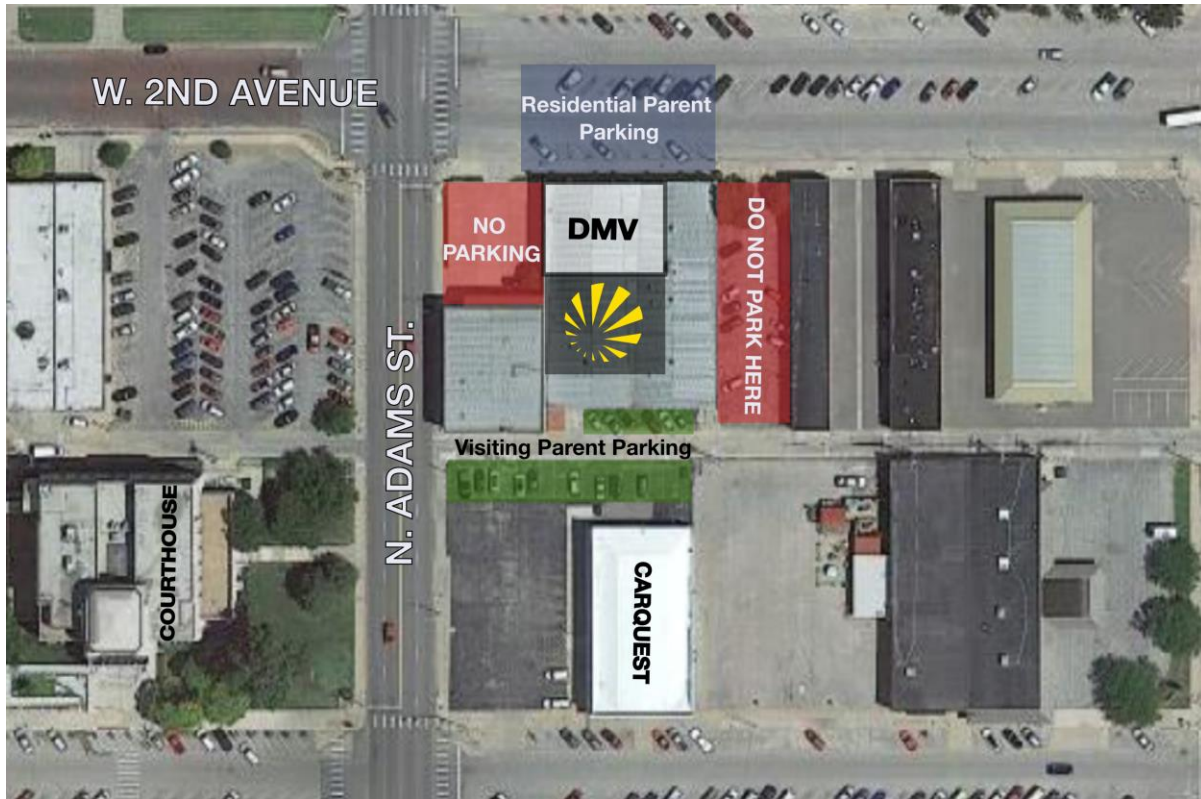 W. 2ND AVENUE
Residential Parent
Parking
NO
PARKING
DMV
DO NOT PARK HERE
N. ADAMS ST.
Visiting Parent Parking
COURTHOUSE
CARQUEST